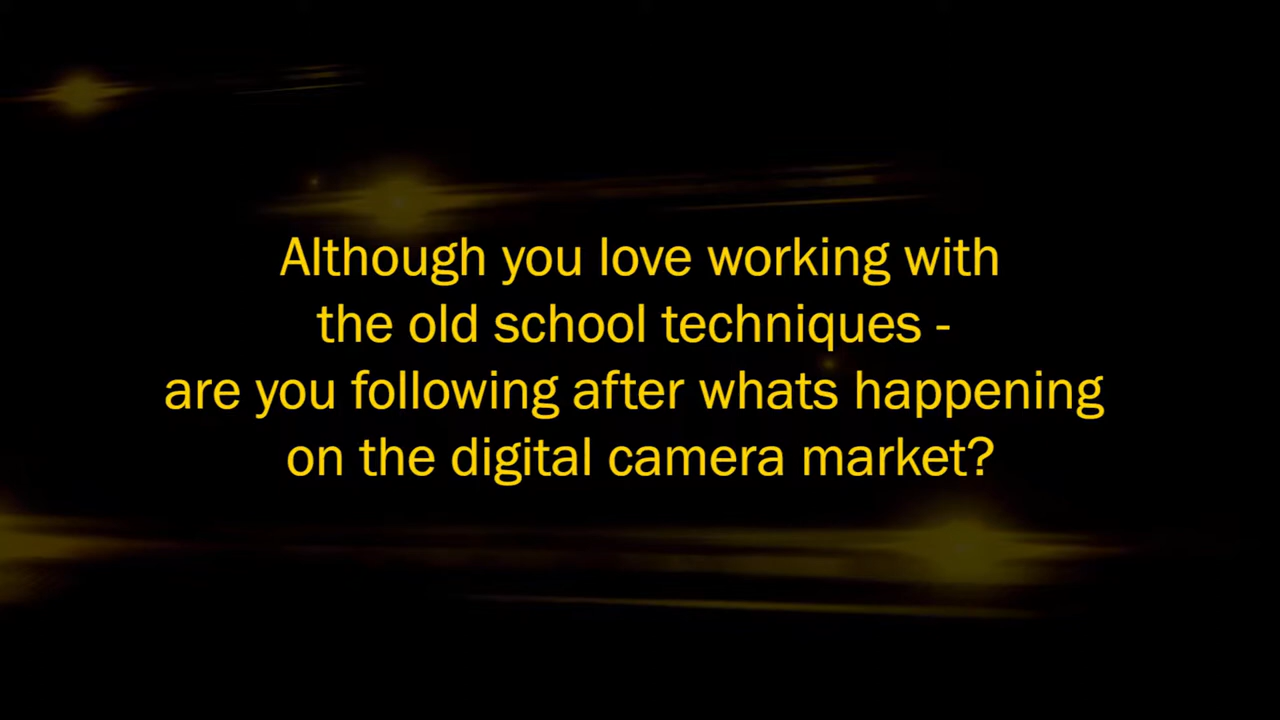 Although you love working with
the old school techniques -
are you following after whats happening
on the digital camera market?